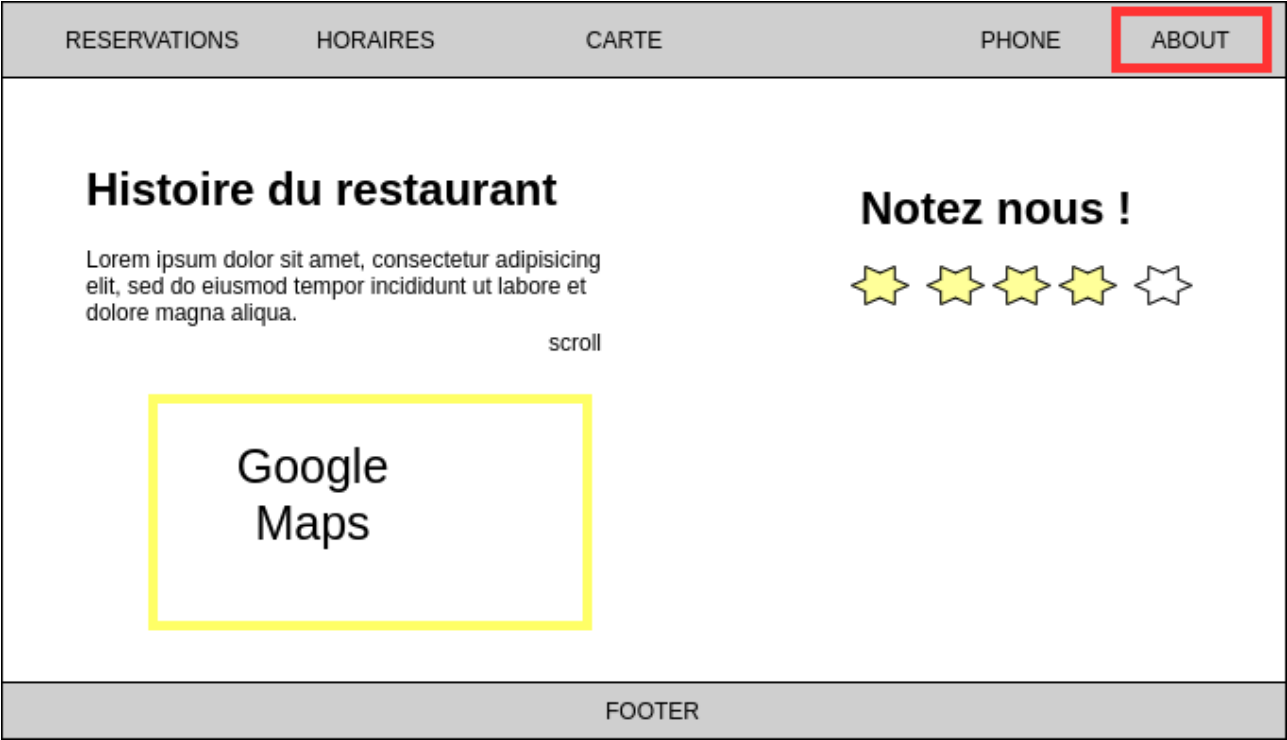 RESERVATIONS HORAIRES CARTE PHONE ABOUT
Histoire du restaurant
Lorem ipsum dolor sit amet, consectetur adipisicing
elit, sed do eiusmod tempor incididunt ut labore et
dolore magna aliqua.
scroll
Notez nous !
Google
Maps
FOOTER